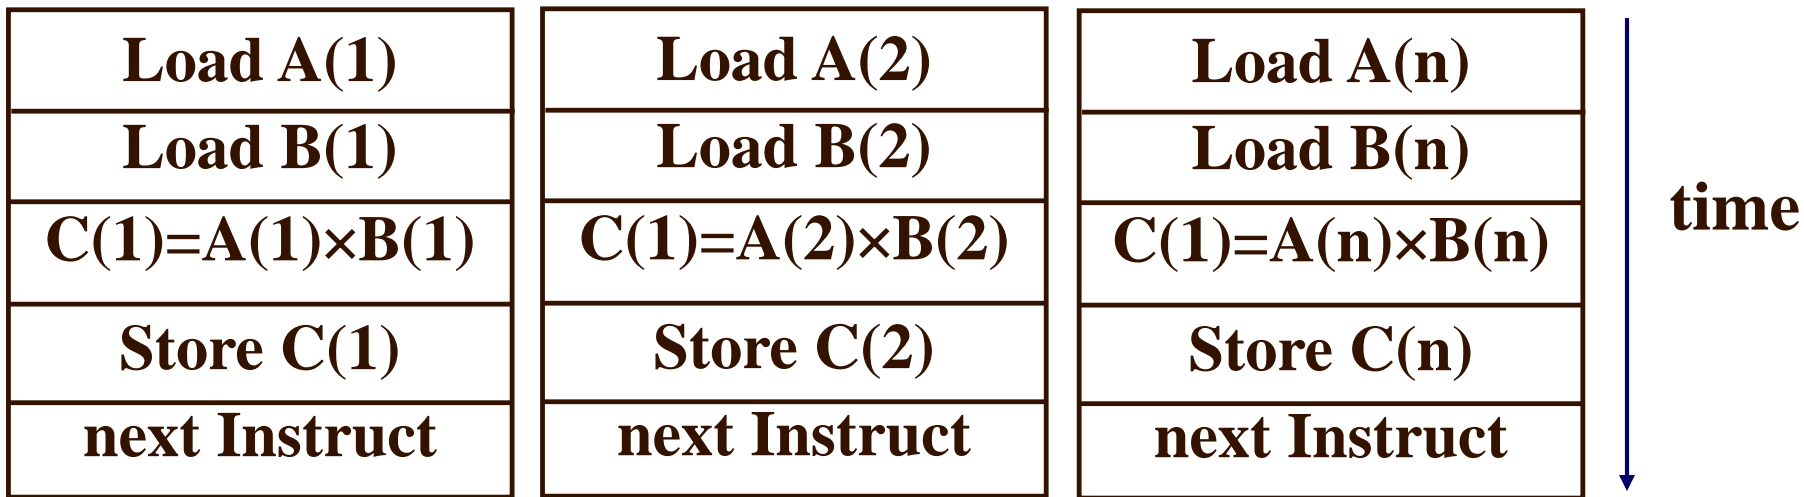 Load A(1)
Load B(1)
C(1)=A(1)×B(1)
Store C(1)
next Instruct
Load A(2)
Load B(2)
C(1)=A(2)×B(2)
Store C(2)
next Instruct
Load A(n)
Load B(n)
C(1)=A(n)×B(n)
Store C(n)
next Instruct
time